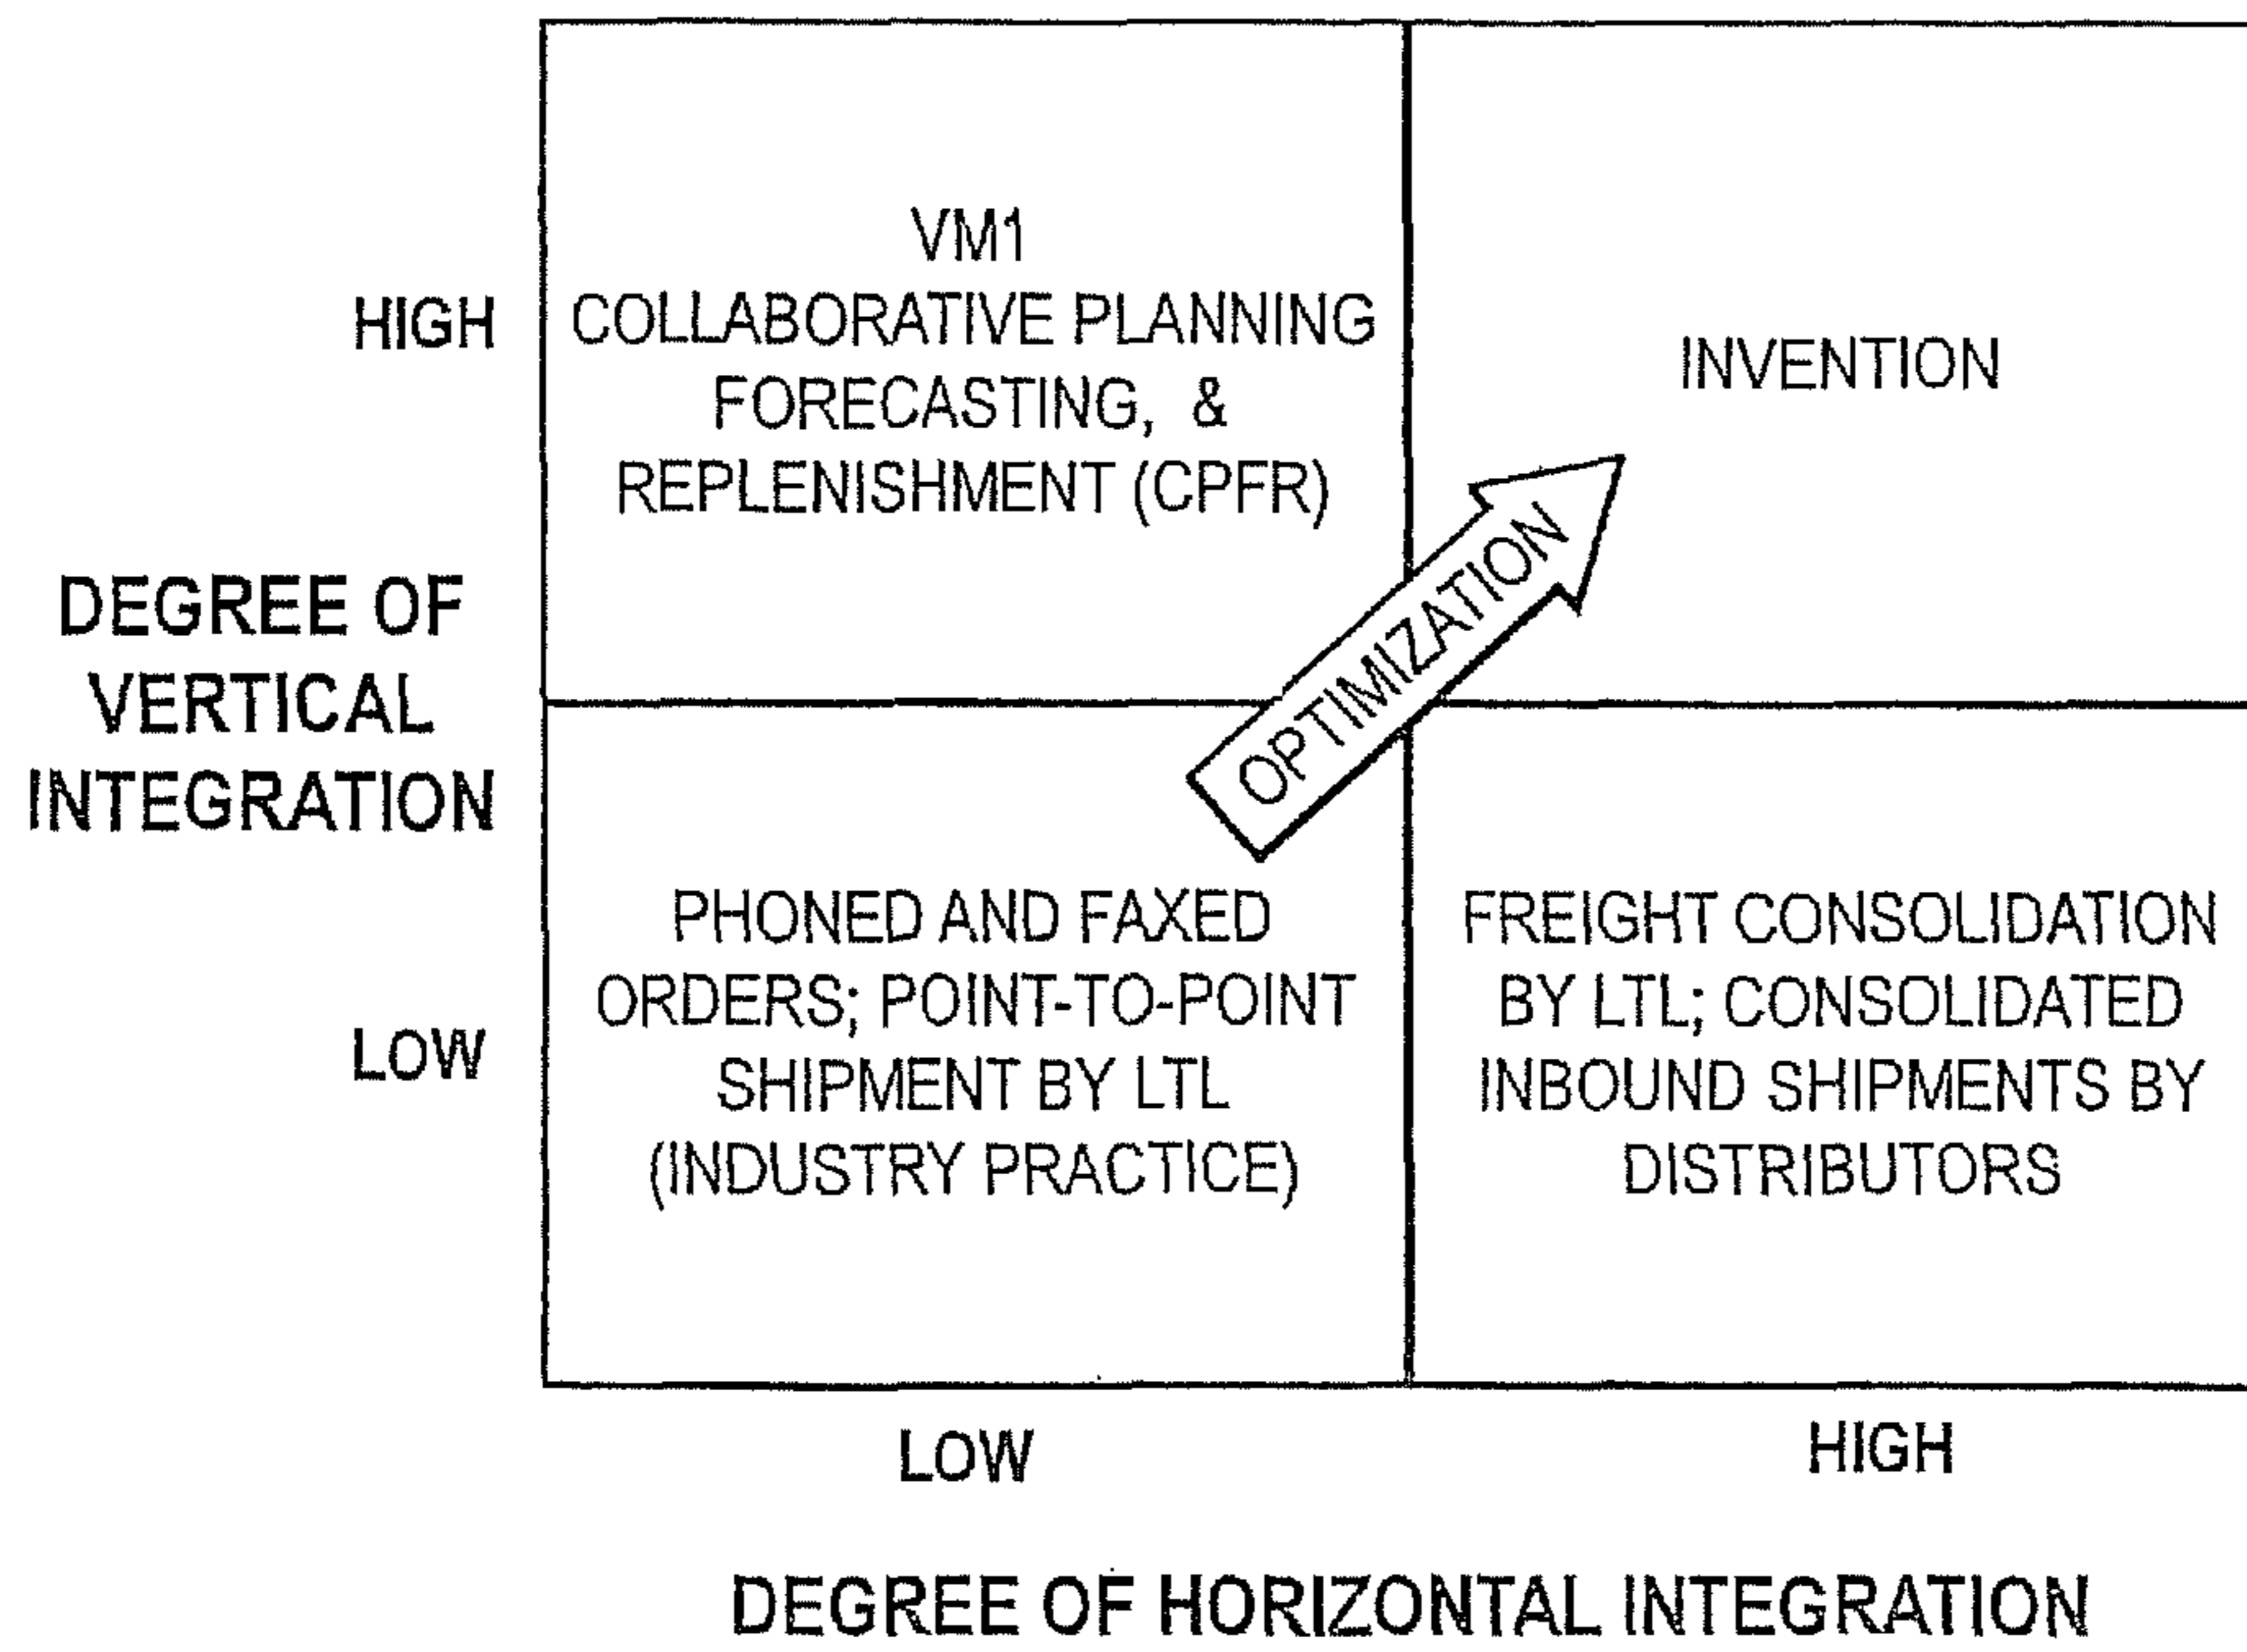 VM1
COLLABORATIVE PLANNING
FORECASTING, &
REPLENISHMENT (CPFR)
INVENTION
HIGH
OPTIMIZATION
DEGREE OF
VERTICAL
INTEGRATION
PHONED AND FAXED
ORDERS; POINT-TO-POINT
SHIPMENT BY LTL
(INDUSTRY PRACTICE)
FREIGHT CONSOLIDATION
BY LTL; CONSOLIDATED
INBOUND SHIPMENTS BY
DISTRIBUTORS
LOW
LOW
HIGH
DEGREE OF HORIZONTAL INTEGRATION